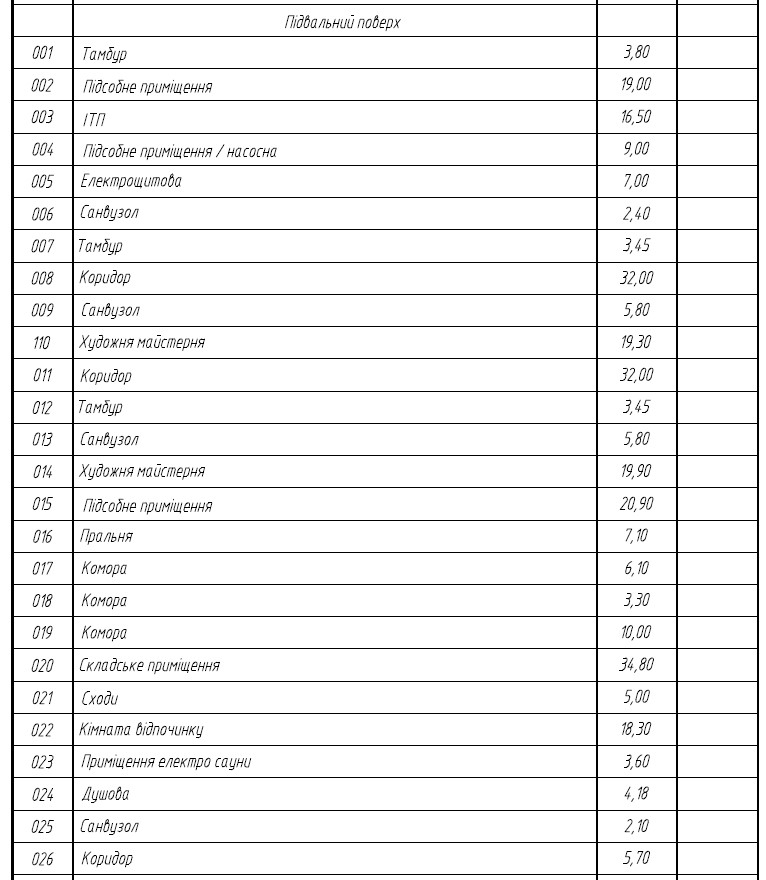 Підвальний поверх
001 Тамбур 3,80
002 Підсобне приміщення 19,00
003 ІТП 16,50
004 Підсобне приміщення / насосна 9,00
005 Електрощитова 7,00
006 Санвузол 2,40
007 Тамбур 3,45
008 Коридор 32,00
009 Санвузол 5,80
110 Художня майстерня 19,30
011 Коридор 32,00
012 Тамбур 3,45
013 Санвузол 5,80
014 Художня майстерня 19,90
015 Підсобне приміщення 20,90
016 Пральня 7,10
017 Комора 6,10
018 Комора 3,30
019 Комора 10,00
020 Складське приміщення 34,80
021 Сходи 5,00
022 Кімната відпочинку 18,30
023 Приміщення електро сауни 3,60
024 Душова 4,18
025 Санвузол 2,10
026 Коридор 5,70